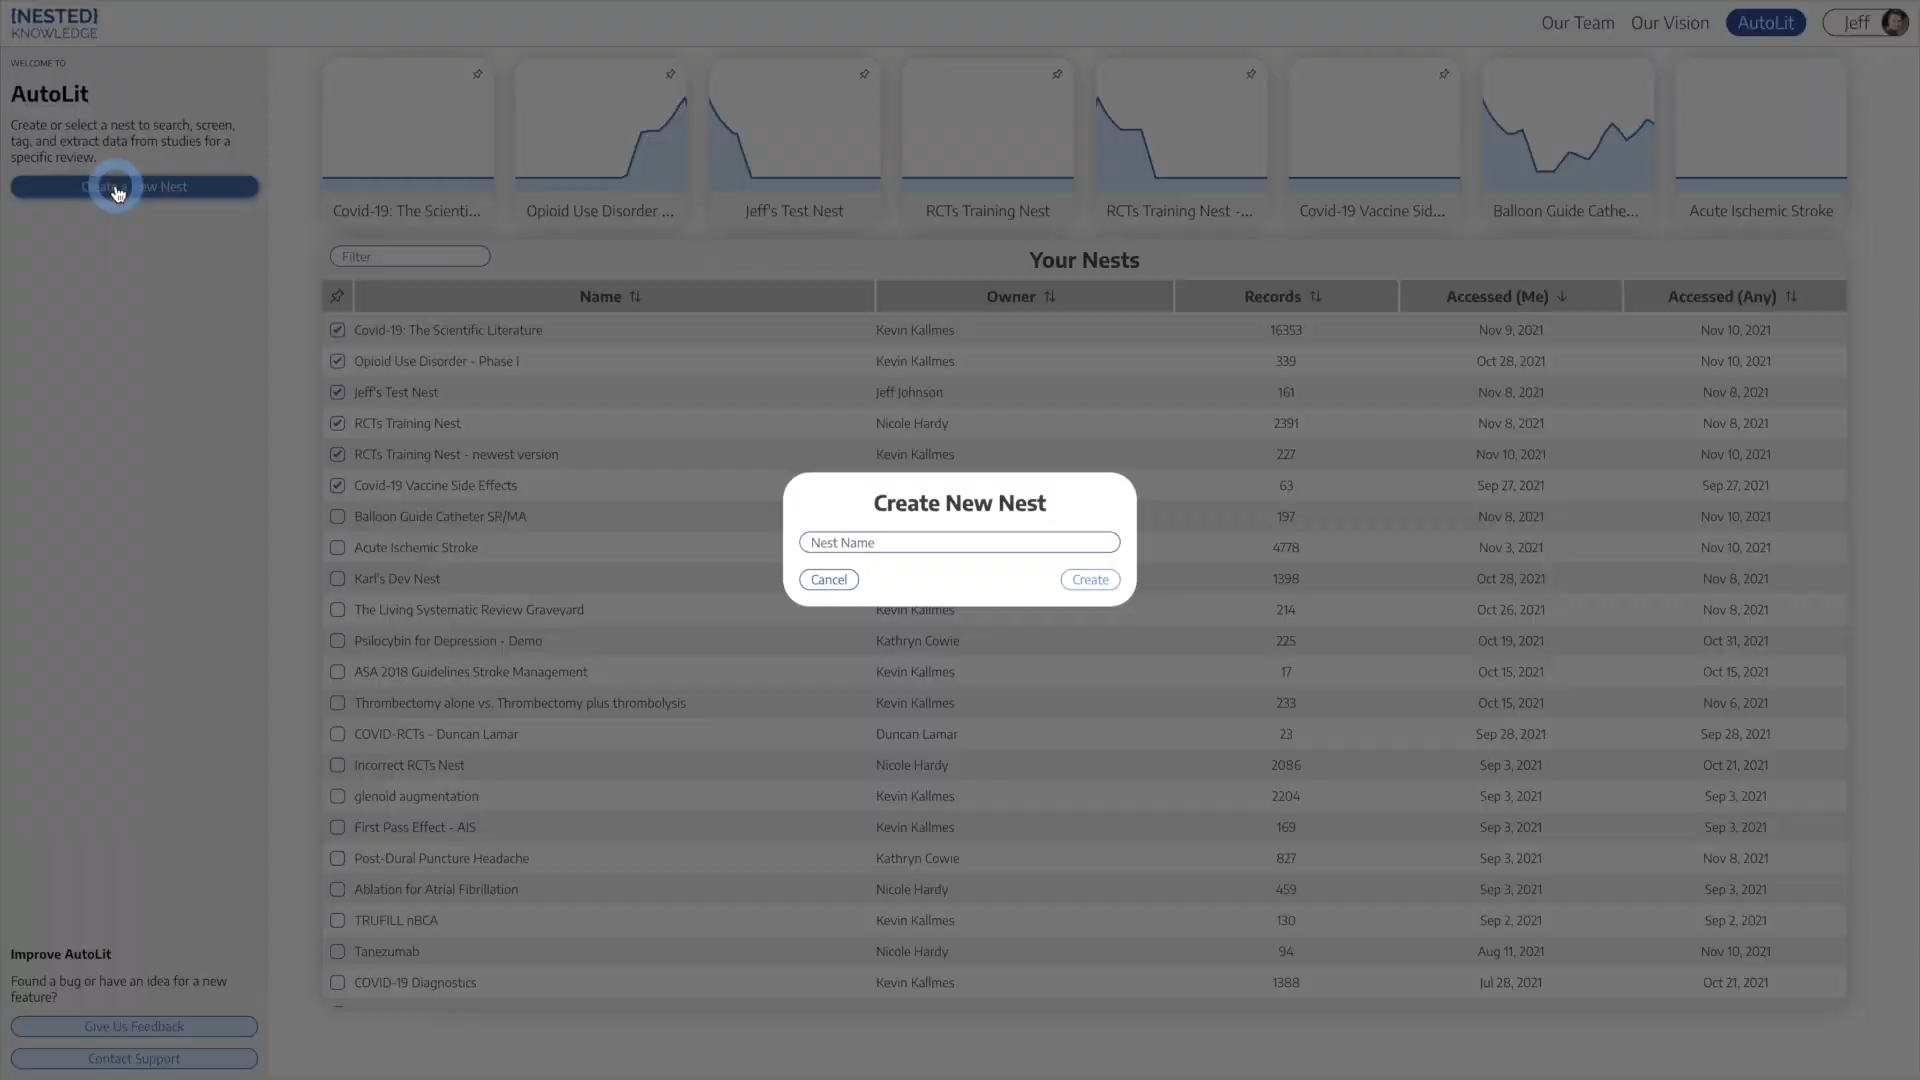 {NESTED}
KNOWLEDGE
Our Team Our Vision AutoLit Jeff
WELCOME TO
AutoLit
Create or select a nest to search, screen,
tag, and extract data from studies for a
specific review.
Create a New Nest
Covid-19: The Scienti... Opioid Use Disorder ... Jeff's Test Nest RCTs Training Nest RCTs Training Nest -... Covid-19 Vaccine Sid... Balloon Guide Cathe... Acute Ischemic Stroke
Filter
Your Nests
Name Owner Records Accessed (Me) Accessed (Any)
Covid-19: The Scientific Literature Kevin Kallmes 16353 Nov 9, 2021 Nov 10, 2021
Opioid Use Disorder - Phase I Kevin Kallmes 339 Oct 28, 2021 Nov 10, 2021
Jeff's Test Nest Jeff Johnson 161 Nov 8, 2021 Nov 8, 2021
RCTs Training Nest Nicole Hardy 2391 Nov 8, 2021 Nov 8, 2021
RCTs Training Nest - newest version Kevin Kallmes 227 Nov 10, 2021 Nov 10, 2021
Covid-19 Vaccine Side Effects 63 Sep 27, 2021 Sep 27, 2021
Balloon Guide Catheter SR/MA 197 Nov 8, 2021 Nov 10, 2021
Acute Ischemic Stroke 4778 Nov 3, 2021 Nov 10, 2021
Karl's Dev Nest 1398 Oct 28, 2021 Nov 8, 2021
The Living Systematic Review Graveyard Kevin Kallmes 214 Oct 26, 2021 Nov 8, 2021
Psilocybin for Depression - Demo Kathryn Cowie 225 Oct 19, 2021 Oct 31, 2021
ASA 2018 Guidelines Stroke Management Kevin Kallmes 17 Oct 15, 2021 Oct 15, 2021
Thrombectomy alone vs. Thrombectomy plus thrombolysis Kevin Kallmes 233 Oct 15, 2021 Nov 6, 2021
COVID-RCTs - Duncan Lamar Duncan Lamar 23 Sep 28, 2021 Sep 28, 2021
Incorrect RCTs Nest Nicole Hardy 2086 Sep 3, 2021 Oct 21, 2021
glenoid augmentation Kevin Kallmes 2204 Sep 3, 2021 Sep 3, 2021
First Pass Effect - AIS Kevin Kallmes 169 Sep 3, 2021 Sep 3, 2021
Post-Dural Puncture Headache Kathryn Cowie 827 Sep 3, 2021 Nov 8, 2021
Ablation for Atrial Fibrillation Nicole Hardy 459 Sep 3, 2021 Sep 3, 2021
TRUFILL nBCA Kevin Kallmes 130 Sep 2, 2021 Sep 2, 2021
Tanezumab Nicole Hardy 94 Aug 11, 2021 Nov 10, 2021
COVID-19 Diagnostics Kevin Kallmes 1388 Jul 28, 2021 Oct 21, 2021
Create New Nest
Nest Name
Cancel Create
Improve AutoLit
Found a bug or have an idea for a new
feature?
Give Us Feedback
Contact Support